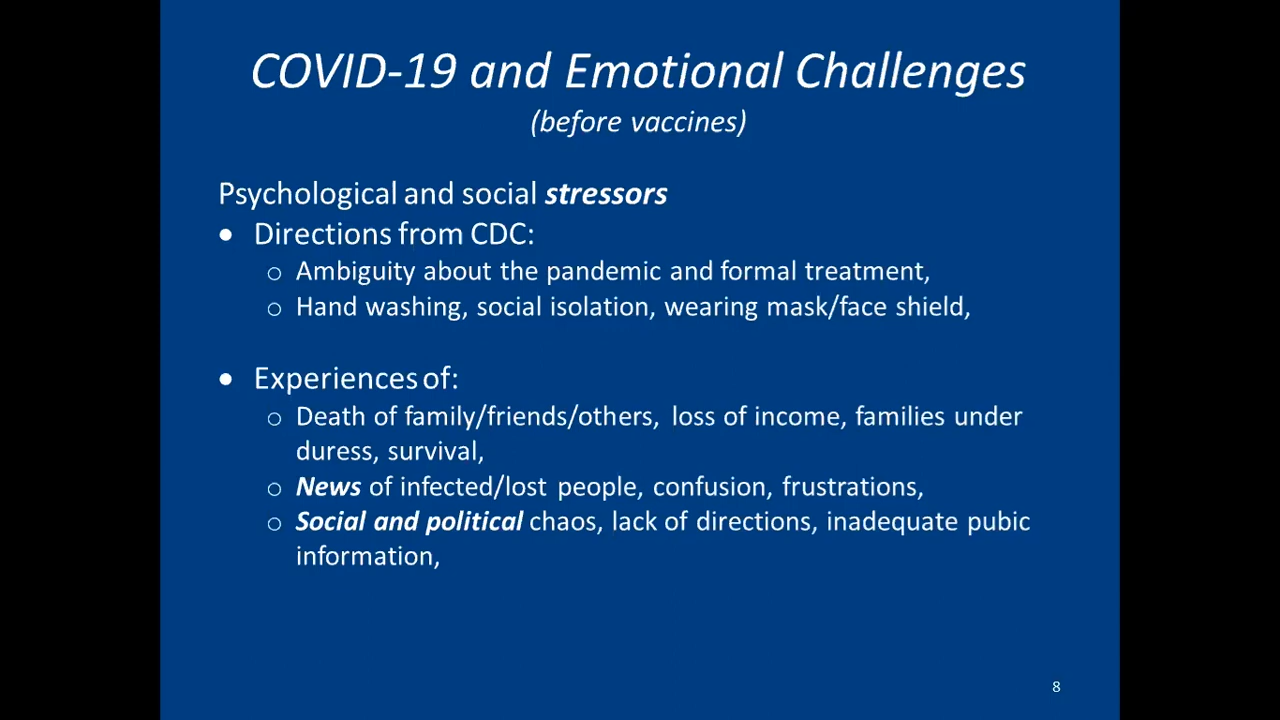 COVID-19 and Emotional Challenges
(before vaccines)
Psychological and social stressors
• Directions from CDC:
o Ambiguity about the pandemic and formal treatment,
o Hand washing, social isolation, wearing mask/face shield,
• Experiences of:
o Death of family/friends/others, loss of income, families under
duress, survival,
o News of infected/lost people, confusion, frustrations,
o Social and political chaos, lack of directions, inadequate pubic
information,
8